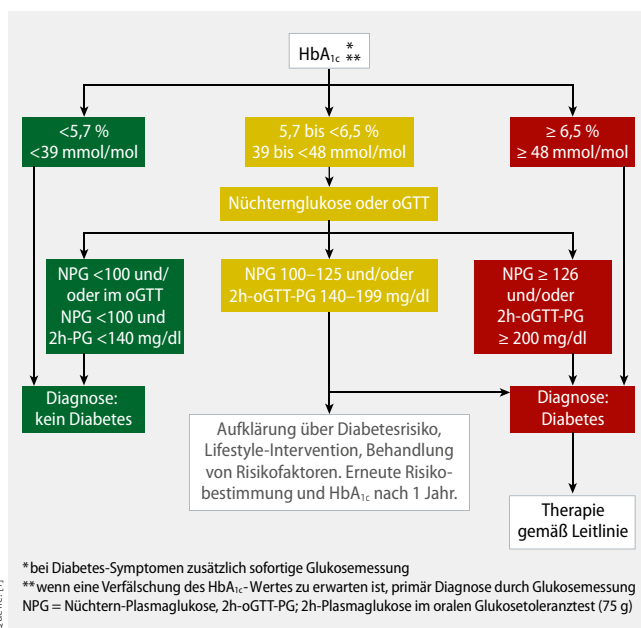 HbA1c * **
<5,7 %
<39 mmol/mol
5,7 bis <6,5 %
39 bis <48 mmol/mol
≥ 6,5 %
≥ 48 mmol/mol
Nüchternglukose oder oGTT
NPG <100 und/
oder im oGTT
NPG <100 und
2h-PG <140 mg/dl
NPG 100–125 und/oder
2h-oGTT-PG 140–199 mg/dl
NPG ≥ 126
und/oder
2h-oGTT-PG
≥ 200 mg/dl
Diagnose:
kein Diabetes
Aufklärung über Diabetesrisiko,
Lifestyle-Intervention, Behandlung
von Risikofaktoren. Erneute Risiko-
bestimmung und HbA1c nach 1 Jahr.
Diagnose:
Diabetes
Therapie
gemäß Leitlinie
* bei Diabetes-Symptomen zusätzlich sofortige Glukosemessung
** wenn eine Verfälschung des HbA1c- Wertes zu erwarten ist, primär Diagnose durch Glukosemessung
NPG = Nüchtern-Plasmaglukose, 2h-oGTT-PG; 2h-Plasmaglukose im oralen Glukosetoleranztest (75 g)